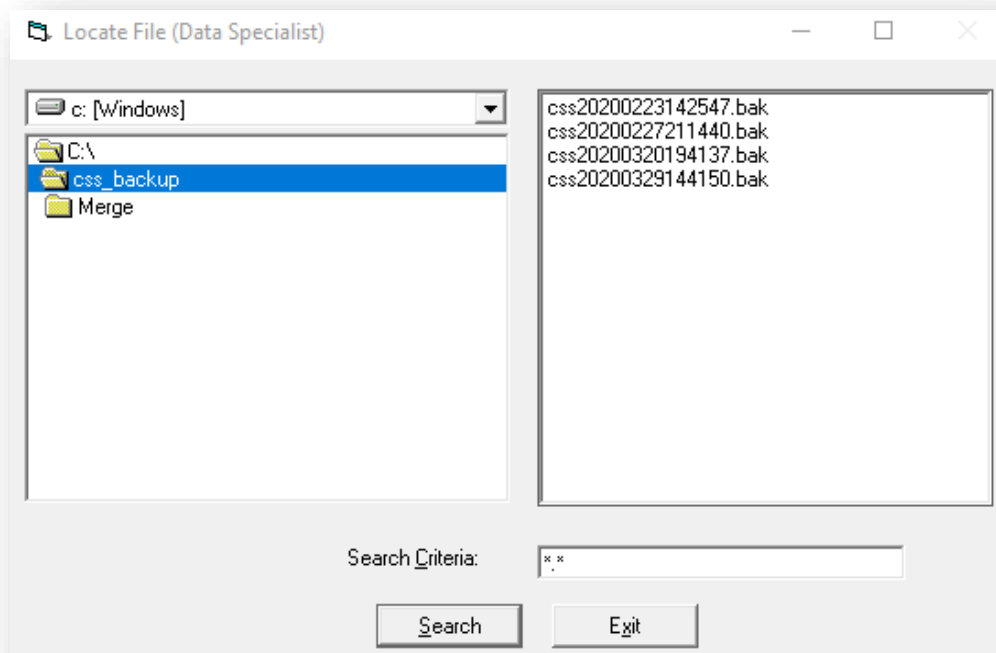 Locate File (Data Specialist)
c: [Windows]
C:\
css_backup
Merge
css20200223142547.bak
css20200227211440.bak
css20200320194137.bak
css20200329144150.bak
Search Criteria:
*.*
Search
Exit